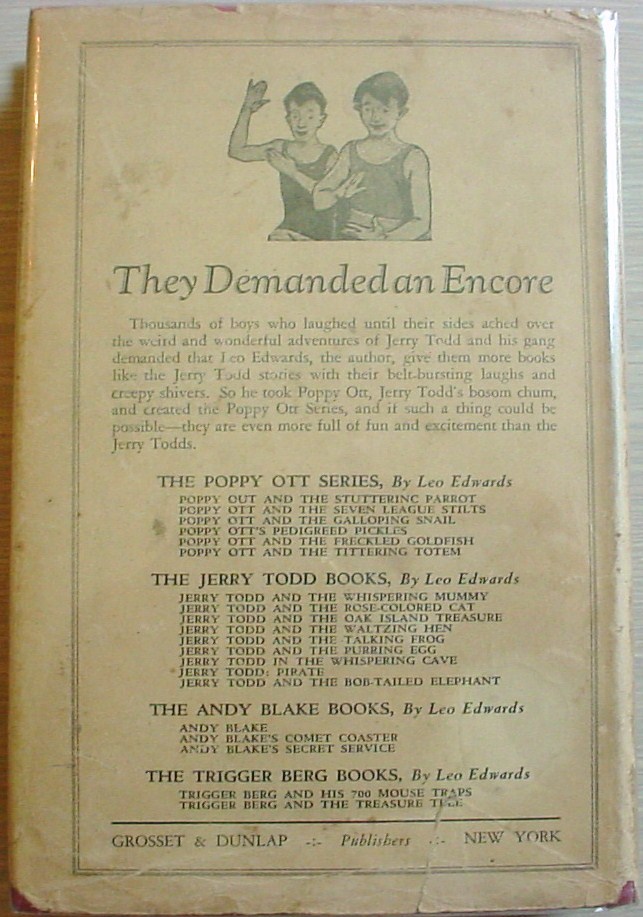 They Demanded an Encore
Thousands of boys who laughed until their sides ached over
the weird and wonderful adventures of Jerry Todd and his gang
demanded that Leo Edwards, the author, give them more books
like the Jerry Todd stories with their belt-bursting laughs and
creepy shivers. So he took Poppy Ott, Jerry Todd's bosom chum,
and created the Poppy Ott Series, and if such a thing could be
possible—they are even more full of fun and excitement than the
Jerry Todds.
THE POPPY OTT SERIES, By Leo Edwards
POPPY OUT AND THE STUTTERINC PARROT
POPPY OTT AND THE SEVEN LEAGUE STILTS
POPPY OTT AND THE GALLOPING SNAIL
POPPY OTT'S PEDIGREED PICKLES
POPPY OTT AND THE FRECKLED GOLDFISH
POPPY OTT AND THE TITTERING TOTEM
THE JERRY TODD BOOKS, By Leo Edwards
JERRY TODD AND THE WHISPERING MUMMY
JERRY TODD AND THE ROSE-COLORED CAT
JERRY TODD AND THE OAK ISLAND TREASURE
JERRY TODD AND THE WALTZING HEN
JERRY TODD AND THE TALKING FROG
JERRY TODD AND THE PURRING EGG
JERRY TODD IN THE WHISPERING CAVE
JERRY TODD: PIRATE
JERRY TODD AND THE BOB-TAILED ELEPHANT
THE ANDY BLAKE BOOKS, By Leo Edwards
ANDY BLAKE
ANDY BLAKE'S COMET COASTER
ANDY BLAKE'S SECRET SERVICE
THE TRIGGER BERG BOOKS, By Leo Edwards
TRIGGER BERG AND HIS 700 MOUSE TRAPS
TRIGGER BERG AND THE TREASURE TREE
GROSSET & DUNLAP -:- Publishers -:- NEW YORK